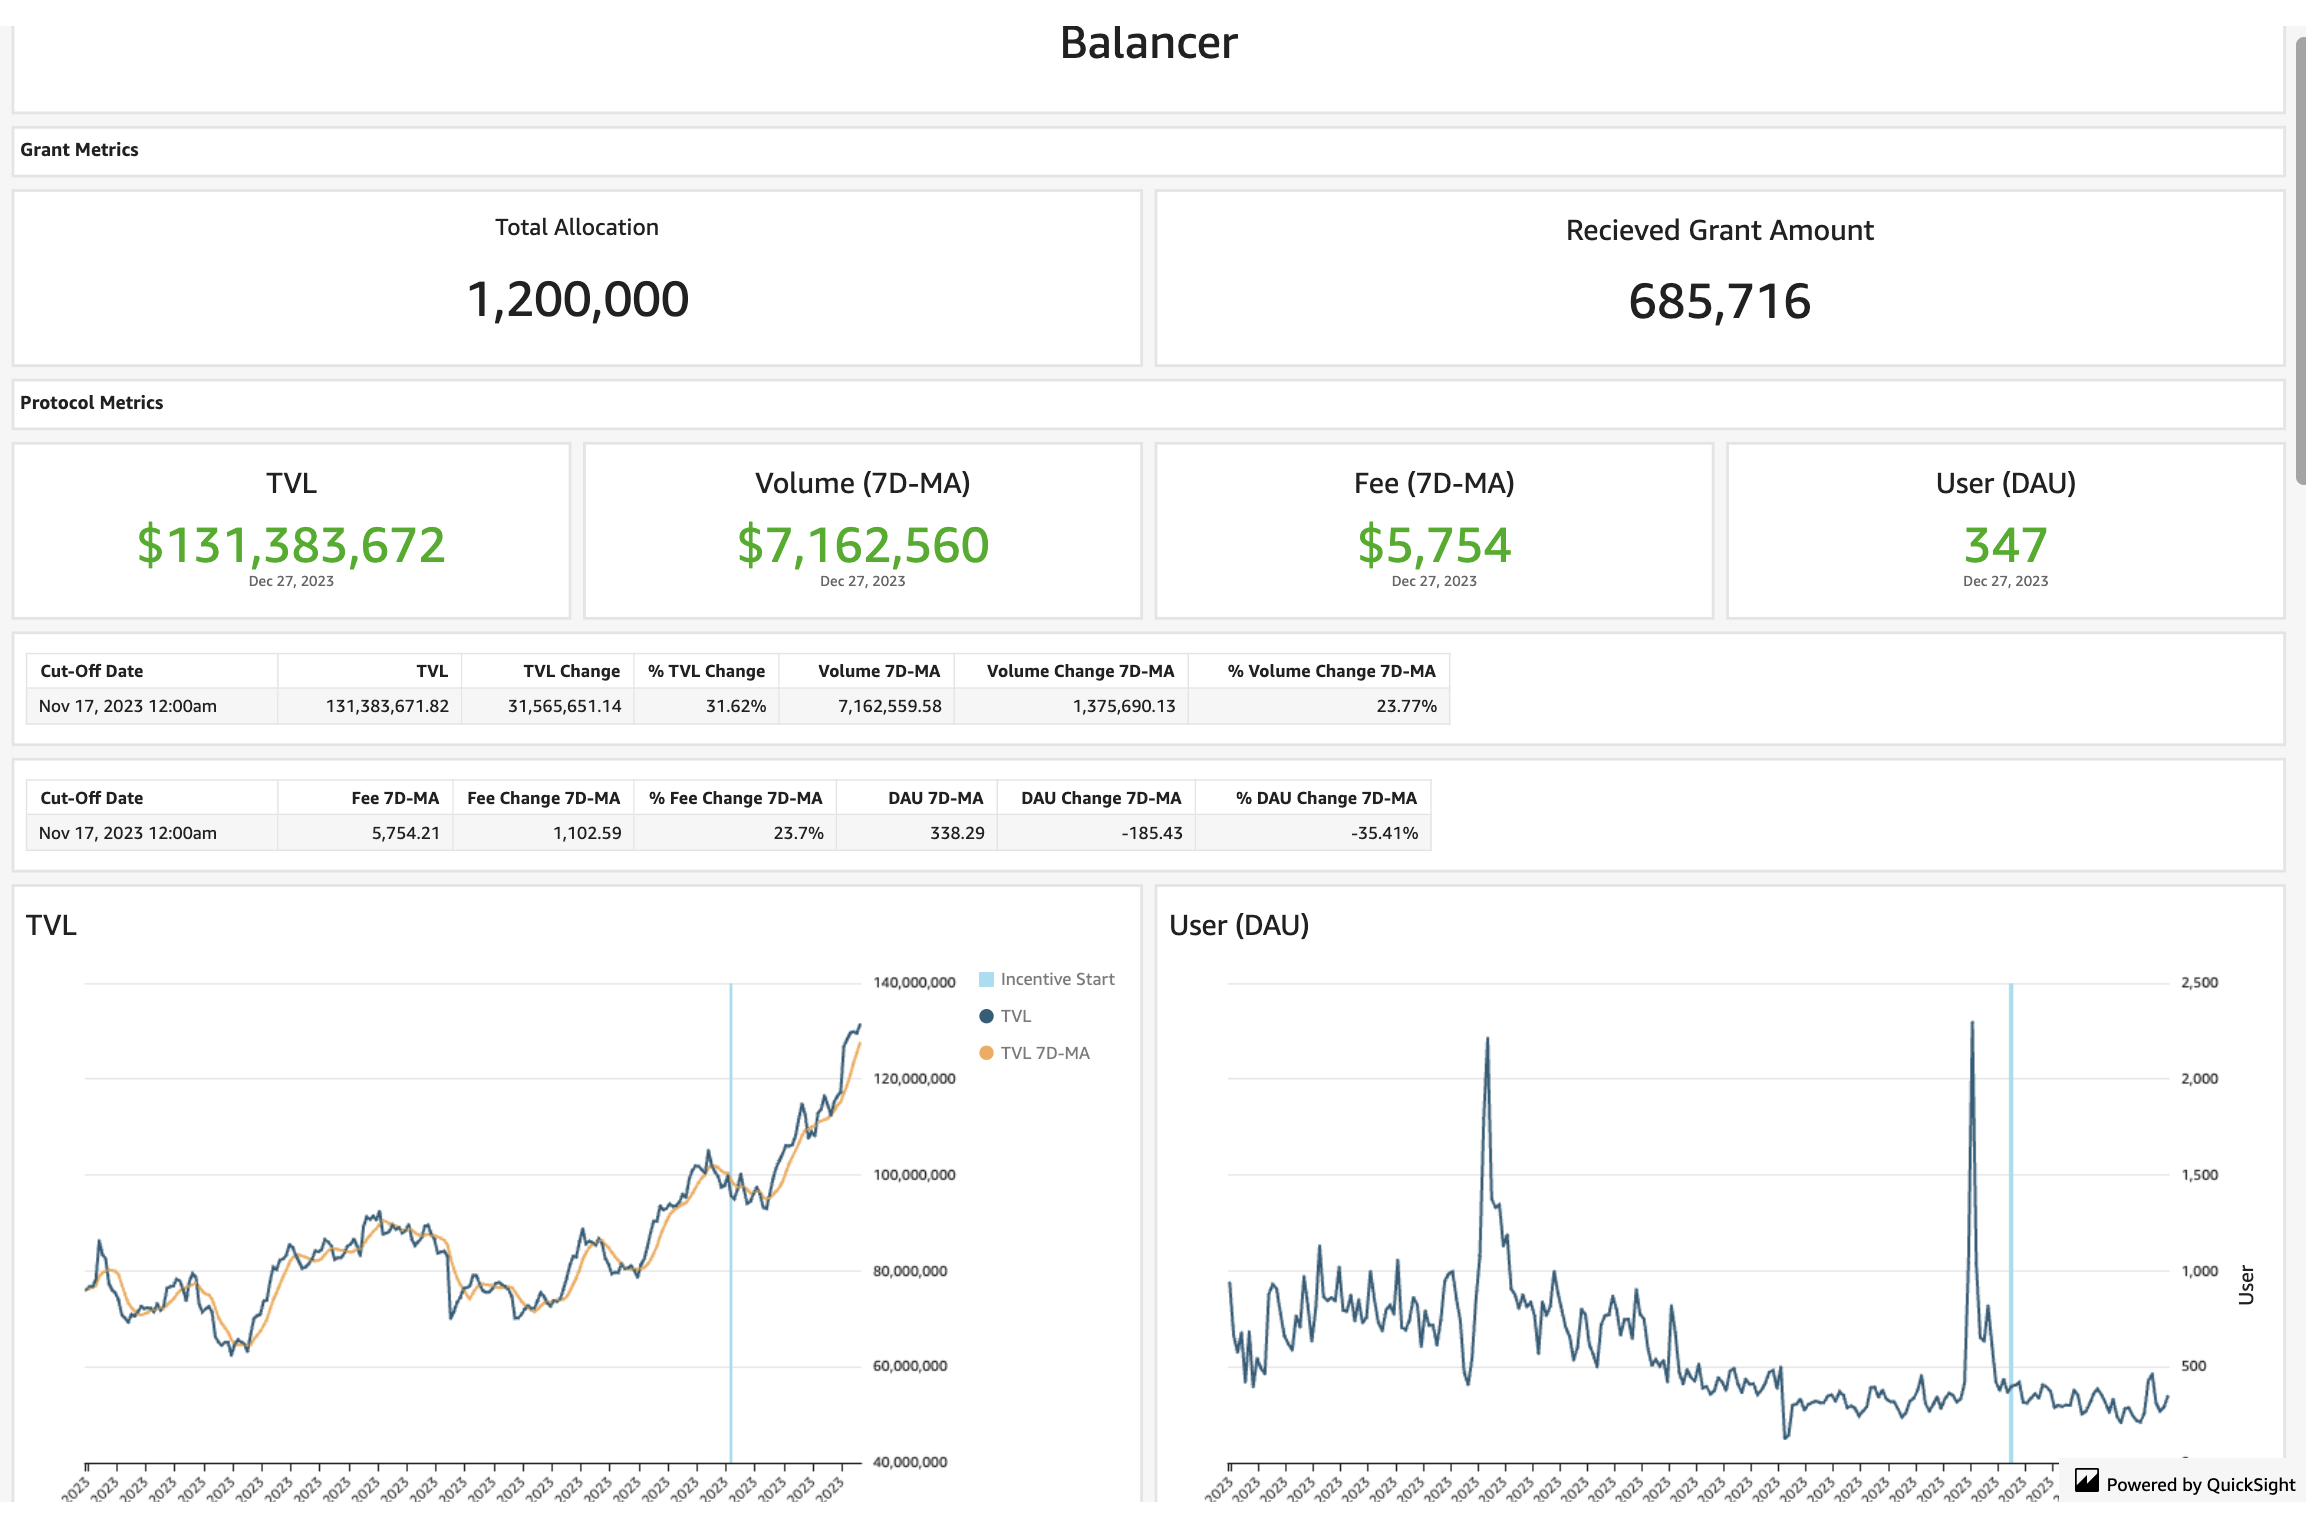 Balancer
Grant Metrics
Total Allocation
1,200,000
Recieved Grant Amount
685,716
Protocol Metrics
TVL
$131,383,672
Dec 27, 2023
Volume (7D-MA)
$7,162,560
Dec 27, 2023
Fee (7D-MA)
$5,754
Dec 27, 2023
User (DAU)
347
Dec 27, 2023
Cut-Off Date TVL TVL Change % TVL Change Volume 7D-MA Volume Change 7D-MA % Volume Change 7D-MA
Nov 17, 2023 12:00am 131,383,671.82 31,565,651.14 31.62% 7,162,559.58 1,375,690.13 23.77%
Cut-Off Date Fee 7D-MA Fee Change 7D-MA % Fee Change 7D-MA DAU 7D-MA DAU Change 7D-MA % DAU Change 7D-MA
Nov 17, 2023 12:00am 5,754.21 1,102.59 23.7% 338.29 -185.43 -35.41%
TVL
140,000,000
120,000,000
100,000,000
80,000,000
60,000,000
40,000,000
Incentive Start
TVL
TVL 7D-MA
2023 2023 2023 2023 2023 2023 2023 2023 2023 2023 2023 2023 2023 2023 2023 2023 2023 2023 2023 2023 2023 2023 2023 2023 2023 2023 2023
User (DAU)
2,500
2,000
1,500
1,000
500
User
2023 2023 2023 2023 2023 2023 2023 2023 2023 2023 2023 2023 2023 2023 2023 2023 2023 2023 2023 2023 2023 2023 2023 2023 2023 2023 2023 2023 2023 2023 2023
Powered by QuickSight